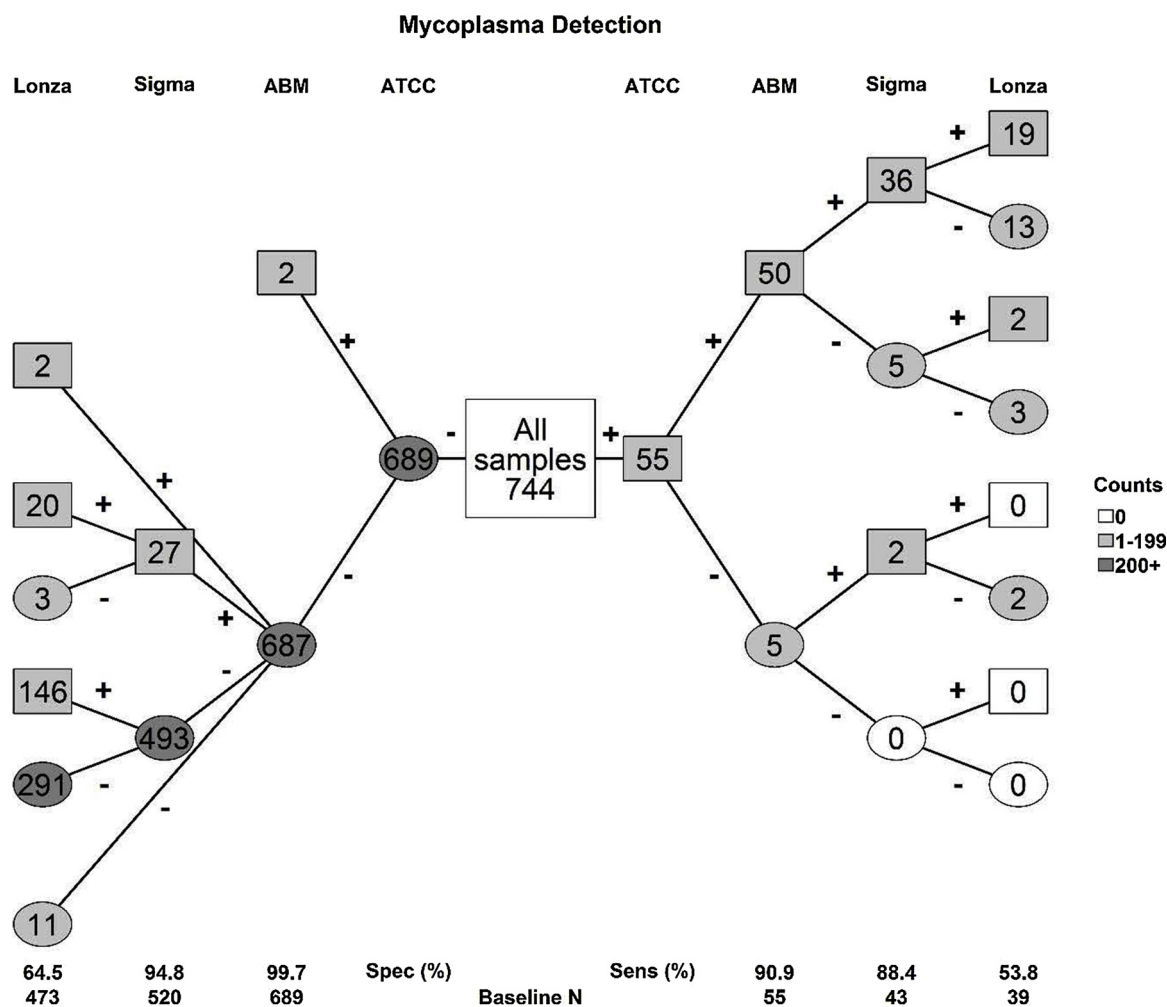 Mycoplasma Detection
Lonza Sigma ABM ATCC ATCC ABM Sigma Lonza
+ 19
36
+ - 13
2 50
+ + + 2
2 - 5
- 3
- All samples 744 +
689 55
20 + + + 0
27 2
3 - - + - 2
+ 687 - 5
146 + - + 0
493 - 0
291 - - - 0
11
Counts
0
1-199
200+
64.5 94.8 99.7 Spec (%) Sens (%) 90.9 88.4 53.8
473 520 689 Baseline N 55 43 39